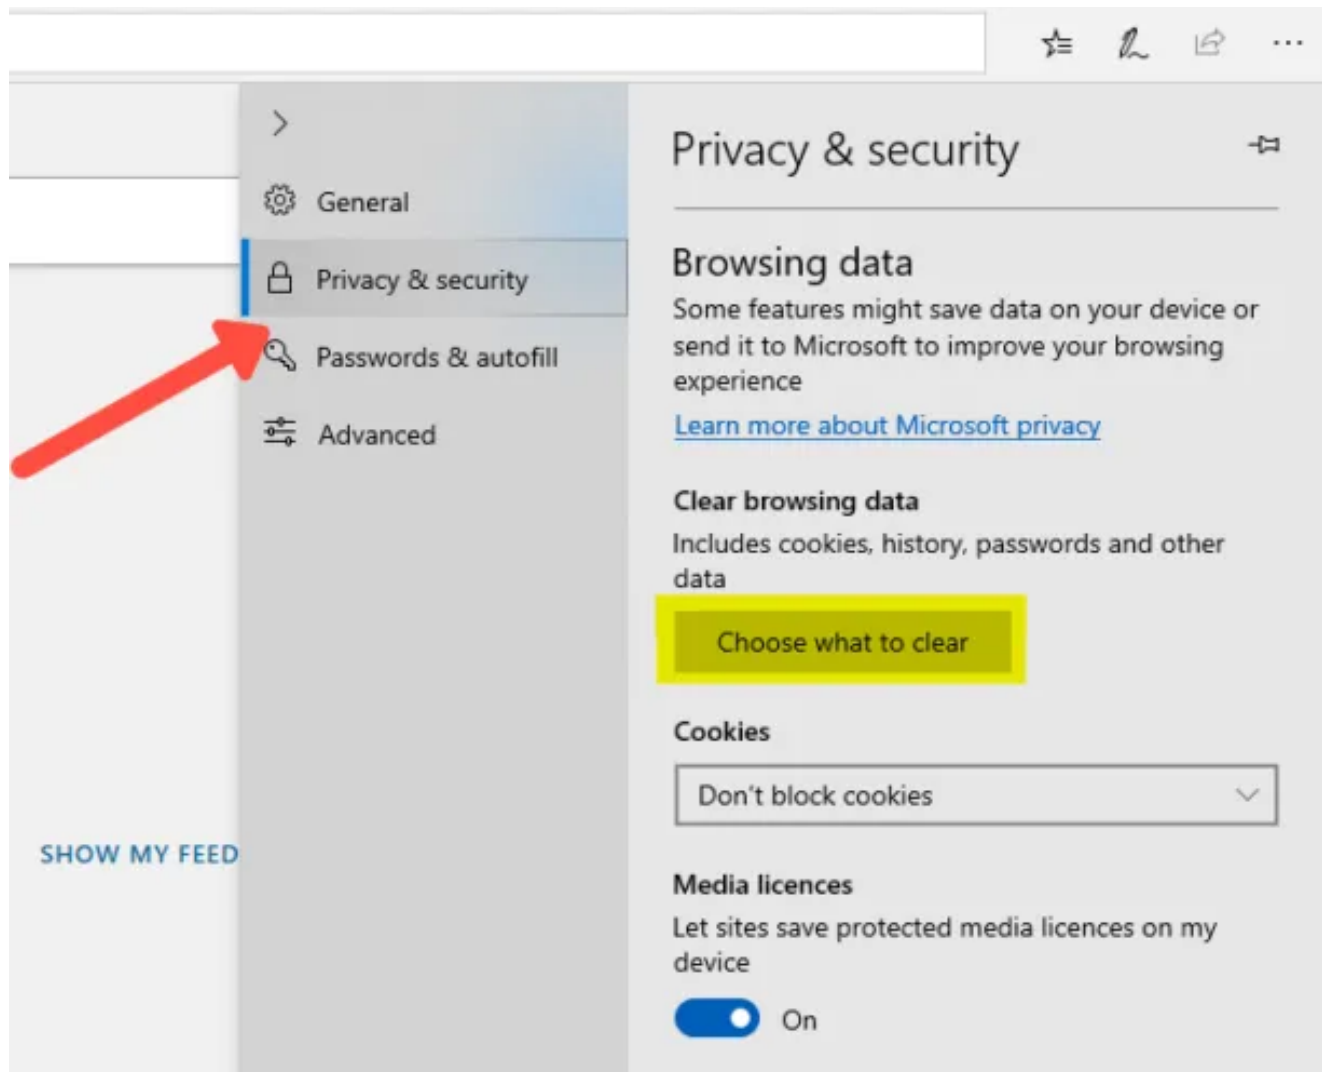 General
Privacy & security
Passwords & autofill
Advanced
SHOW MY FEED
Privacy & security
Browsing data
Some features might save data on your device or
send it to Microsoft to improve your browsing
experience
Learn more about Microsoft privacy
Clear browsing data
Includes cookies, history, passwords and other
data
Choose what to clear
Cookies
Don't block cookies
Media licences
Let sites save protected media licences on my
device
On